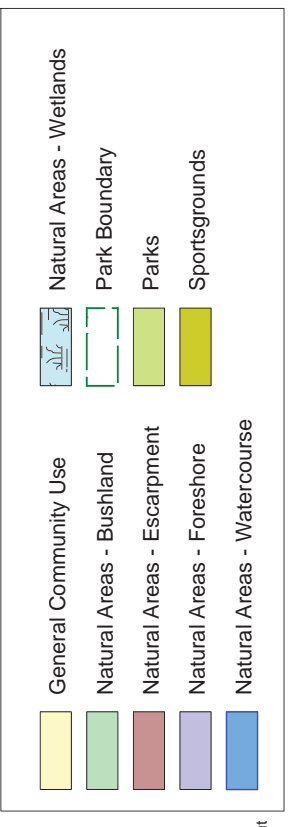 General Community Use
Natural Areas - Bushland
Natural Areas - Escarpment
Natural Areas - Foreshore
Natural Areas - Watercourse
Natural Areas - Wetlands
Park Boundary
Parks
Sportsgrounds